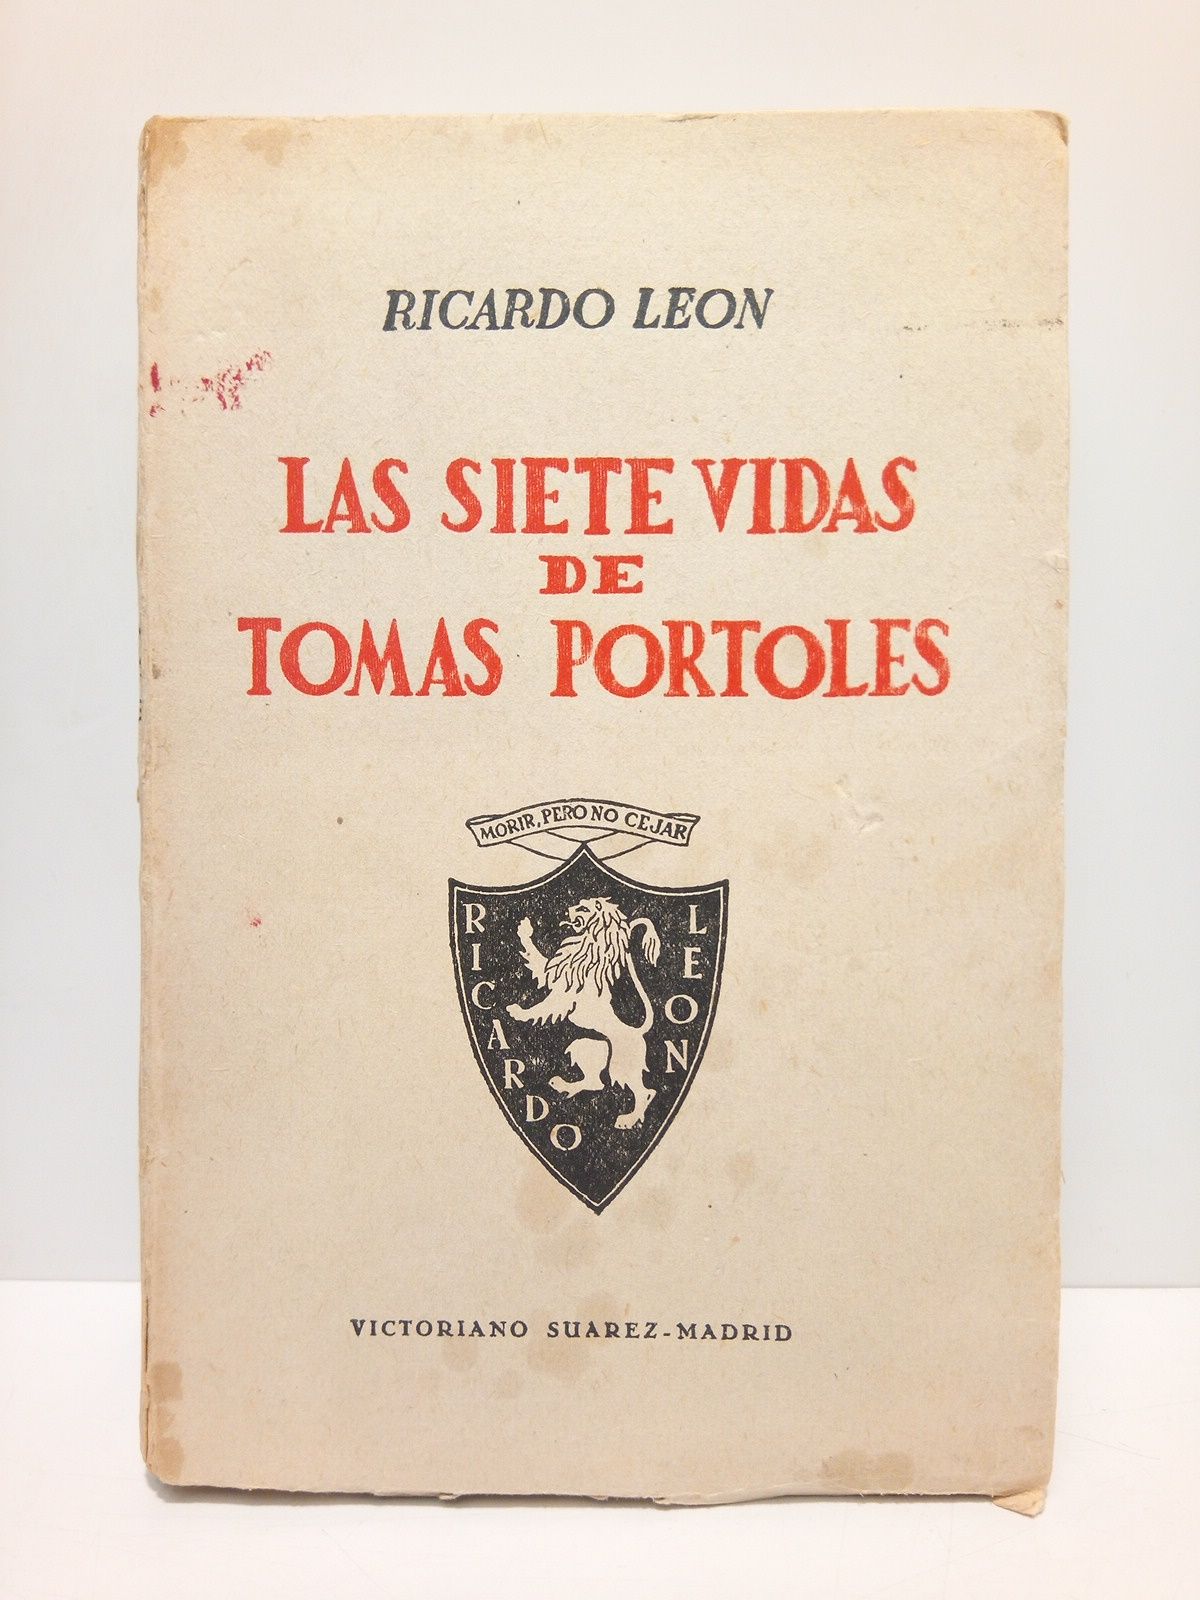 RICARDO LEON
LAS SIETE VIDAS
DE
TOMAS PORTOLES
MORIR, PERO NO CEJAR
RICARDO
LEON
VICTORIANO SUAREZ-MADRID